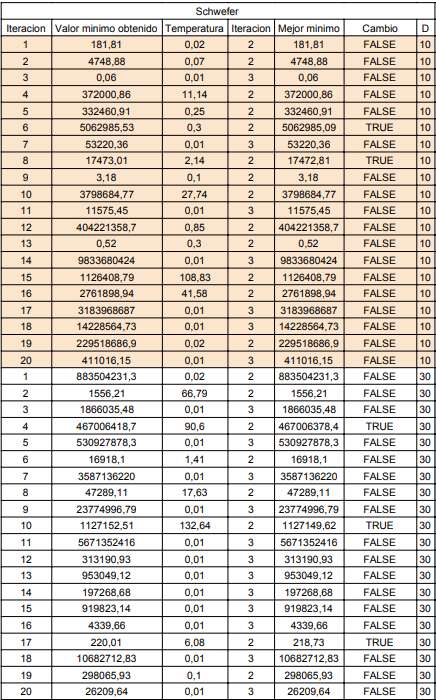 Schwefer
Iteracion Valor minimo obtenido Temperatura Iteracion Mejor minimo Cambio D
1 181,81 0,02 2 181,81 FALSE 10
2 4748,88 0,07 2 4748,88 FALSE 10
3 0,06 0,01 3 0,06 FALSE 10
4 372000,86 11,14 2 372000,86 FALSE 10
5 332460,91 0,25 2 332460,91 FALSE 10
6 5062985,53 0,3 2 5062985,09 TRUE 10
7 53220,36 0,01 3 53220,36 FALSE 10
8 17473,01 2,14 2 17472,81 TRUE 10
9 3,18 0,1 2 3,18 FALSE 10
10 3798684,77 27,74 2 3798684,77 FALSE 10
11 11575,45 0,01 3 11575,45 FALSE 10
12 404221358,7 0,85 2 404221358,7 FALSE 10
13 0,52 0,3 2 0,52 FALSE 10
14 9833680424 0,01 3 9833680424 FALSE 10
15 1126408,79 108,83 2 1126408,79 FALSE 10
16 2761898,94 41,58 2 2761898,94 FALSE 10
17 3183968687 0,01 3 3183968687 FALSE 10
18 14228564,73 0,01 3 14228564,73 FALSE 10
19 229518686,9 0,02 2 229518686,9 FALSE 10
20 411016,15 0,01 3 411016,15 FALSE 10
1 883504231,3 0,02 2 883504231,3 FALSE 30
2 1556,21 66,79 2 1556,21 FALSE 30
3 1866035,48 0,01 3 1866035,48 FALSE 30
4 467006418,7 90,6 2 467006378,4 TRUE 30
5 530927878,3 0,01 3 530927878,3 FALSE 30
6 16918,1 1,41 2 16918,1 FALSE 30
7 3587136220 0,01 3 3587136220 FALSE 30
8 47289,11 17,63 2 47289,11 FALSE 30
9 23774996,79 0,01 3 23774996,79 FALSE 30
10 1127152,51 132,64 2 1127149,62 TRUE 30
11 5671352416 0,01 3 5671352416 FALSE 30
12 313190,93 0,01 3 313190,93 FALSE 30
13 953049,12 0,01 3 953049,12 FALSE 30
14 197268,68 0,01 3 197268,68 FALSE 30
15 919823,14 0,01 3 919823,14 FALSE 30
16 4339,66 0,01 3 4339,66 FALSE 30
17 220,01 6,08 2 218,73 TRUE 30
18 10682712,83 0,01 3 10682712,83 FALSE 30
19 298065,93 0,1 2 298065,93 FALSE 30
20 26209,64 0,01 3 26209,64 FALSE 30